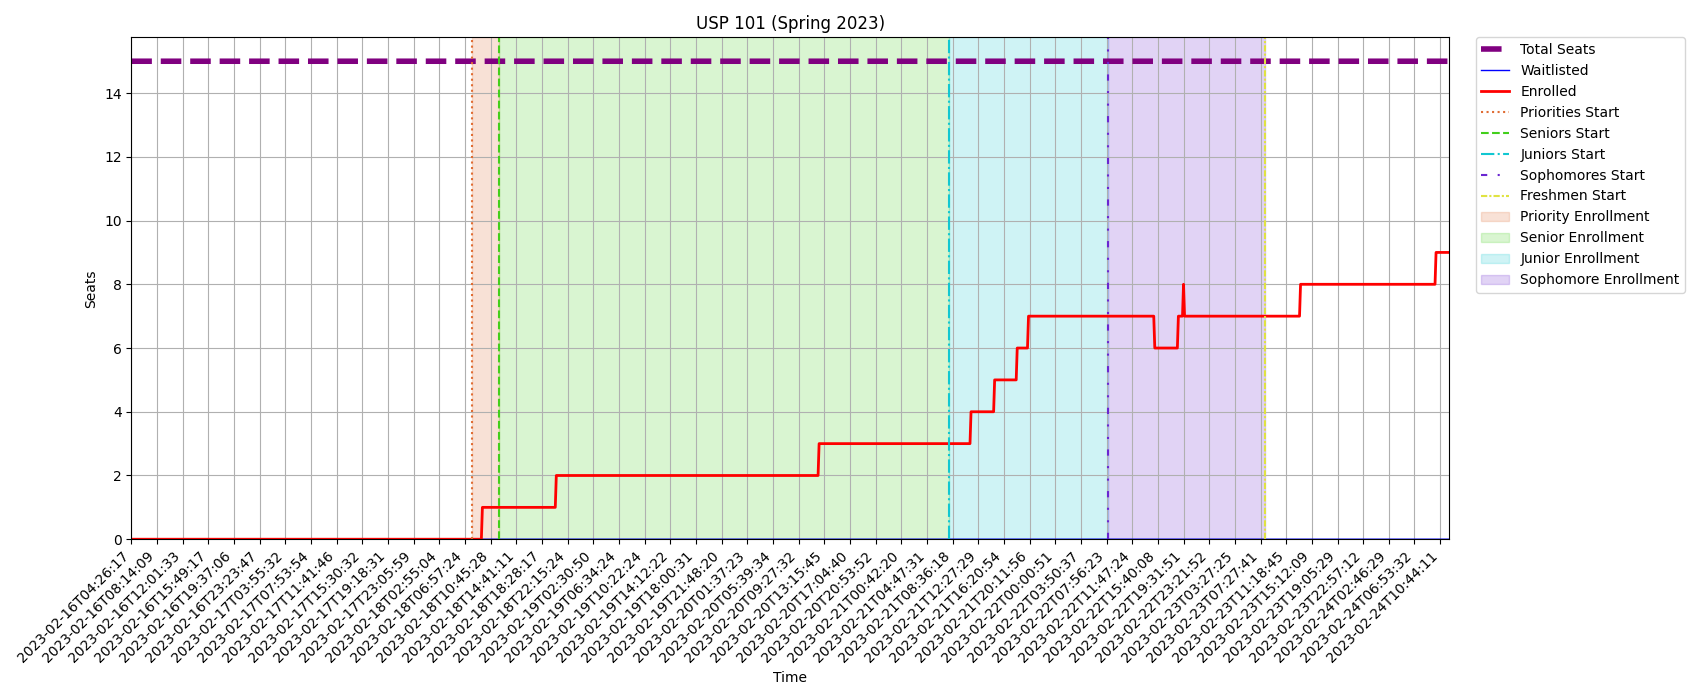 USP 101 (Spring 2023)
Total Seats
Waitlisted
Enrolled
Priorities Start
Seniors Start
Juniors Start
Sophomores Start
Freshmen Start
Priority Enrollment
Senior Enrollment
Junior Enrollment
Sophomore Enrollment
Seats
14
12
10
8
6
4
2
0
2023-02-16T04:26:17
2023-02-16T08:14:09
2023-02-16T12:01:33
2023-02-16T15:49:17
2023-02-16T19:37:06
2023-02-16T23:23:47
2023-02-17T03:55:32
2023-02-17T07:53:54
2023-02-17T11:41:46
2023-02-17T15:30:32
2023-02-17T19:18:31
2023-02-17T23:05:59
2023-02-18T02:55:04
2023-02-18T06:57:24
2023-02-18T10:45:28
2023-02-18T14:41:11
2023-02-18T18:28:17
2023-02-18T22:15:24
2023-02-19T02:30:50
2023-02-19T06:34:24
2023-02-19T10:22:24
2023-02-19T14:12:22
2023-02-19T18:00:31
2023-02-19T21:48:20
2023-02-20T01:37:23
2023-02-20T05:39:34
2023-02-20T09:27:32
2023-02-20T13:15:45
2023-02-20T17:04:40
2023-02-20T20:53:52
2023-02-21T00:42:20
2023-02-21T04:47:31
2023-02-21T08:36:18
2023-02-21T12:27:29
2023-02-21T16:20:54
2023-02-21T20:11:56
2023-02-22T00:00:51
2023-02-22T03:50:37
2023-02-22T07:56:23
2023-02-22T11:47:24
2023-02-22T15:40:08
2023-02-22T19:31:51
2023-02-22T23:21:52
2023-02-23T03:27:25
2023-02-23T07:27:41
2023-02-23T11:18:45
2023-02-23T15:12:09
2023-02-23T19:05:29
2023-02-23T22:57:12
2023-02-24T02:46:29
2023-02-24T06:53:32
2023-02-24T10:44:11
Time